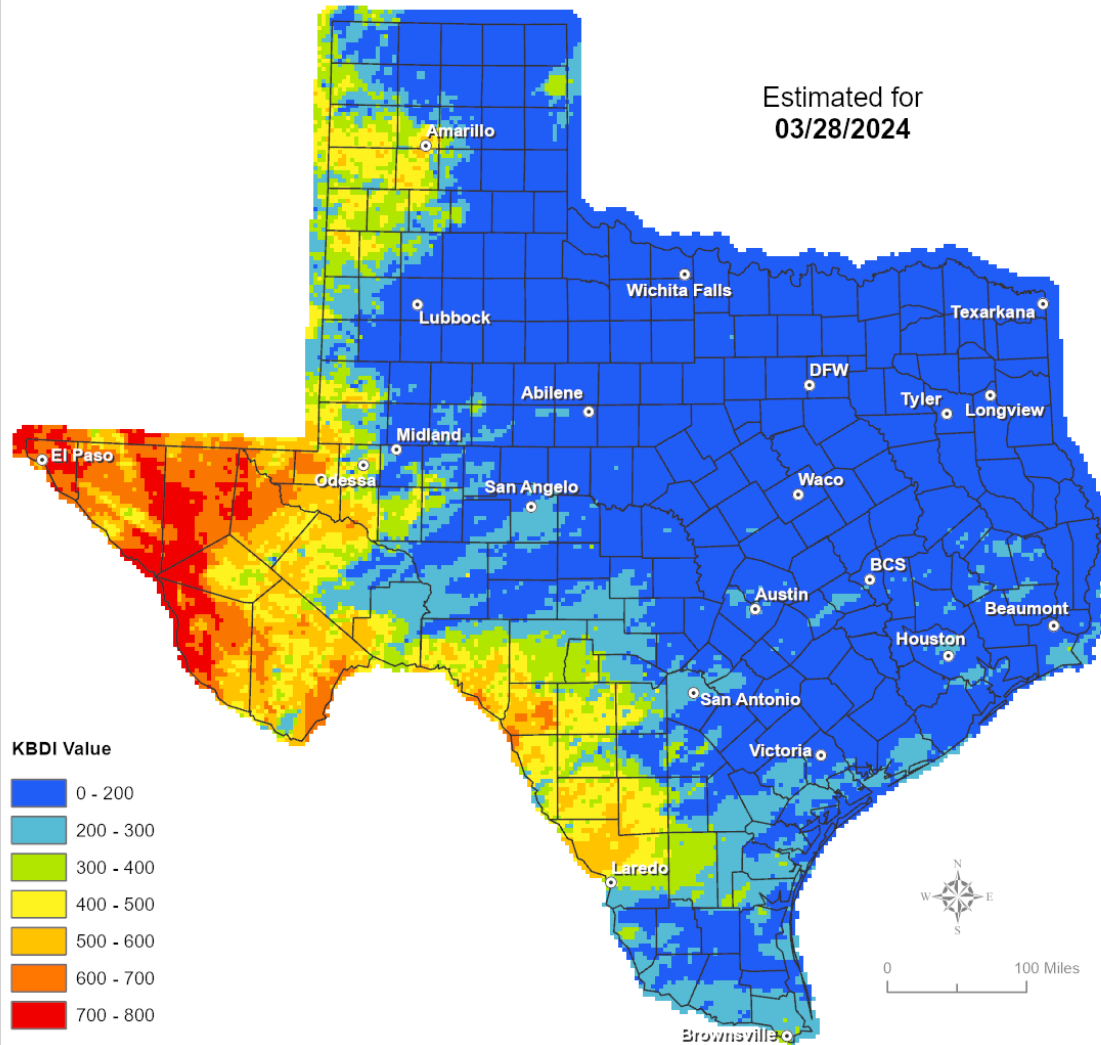 Estimated for
03/28/2024
Amarillo
Wichita Falls
Lubbock
Texarkana
DFW
Abilene
Tyler
Longview
Midland
El Paso
Odessa
San Angelo
Waco
BCS
Austin
Beaumont
Houston
San Antonio
Victoria
Laredo
Brownsville
KBDI Value
0 - 200
200 - 300
300 - 400
400 - 500
500 - 600
600 - 700
700 - 800
N
W E
S
0 100 Miles